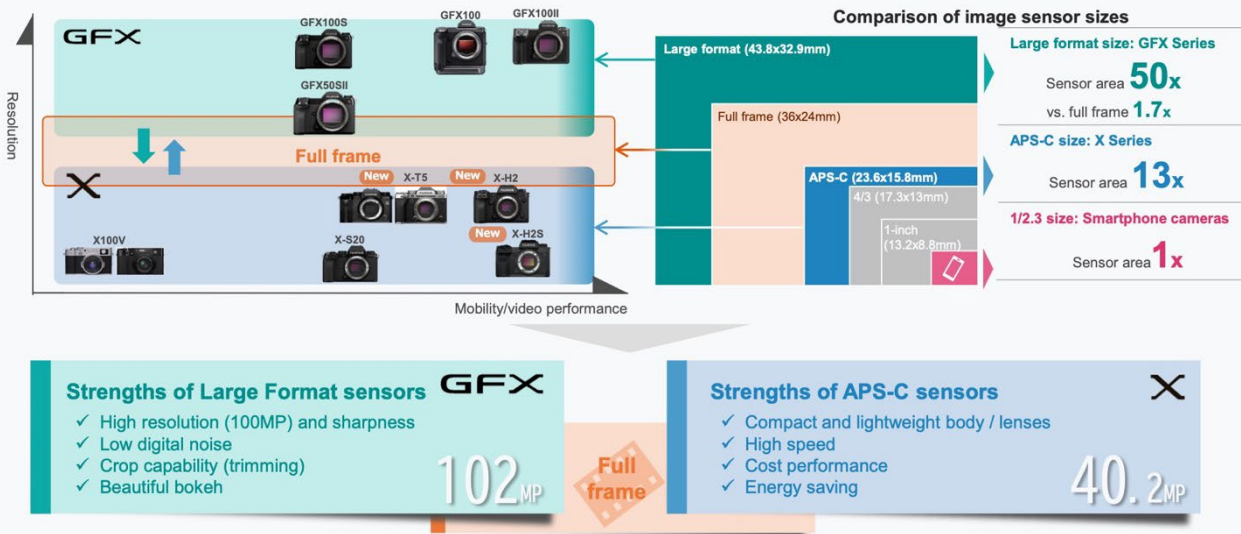 Resolution
GFX
GFX100S
GFX100
GFX100II
GFX50SII
Full frame
X
New
X-T5
New
X-H2
X100V
X-S20
New
X-H2S
Mobility/video performance
Comparison of image sensor sizes
Large format (43.8x32.9mm)
Full frame (36x24mm)
APS-C (23.6x15.8mm)
4/3 (17.3x13mm)
1-inch
(13.2x8.8mm)
Large format size: GFX Series
Sensor area 50x
vs. full frame 1.7x
APS-C size: X Series
Sensor area 13x
1/2.3 size: Smartphone cameras
Sensor area 1x
Strengths of Large Format sensors
GFX
✓ High resolution (100MP) and sharpness
✓ Low digital noise
✓ Crop capability (trimming)
✓ Beautiful bokeh
102MP
Full
frame
Strengths of APS-C sensors
X
✓ Compact and lightweight body / lenses
✓ High speed
✓ Cost performance
✓ Energy saving
40.2MP